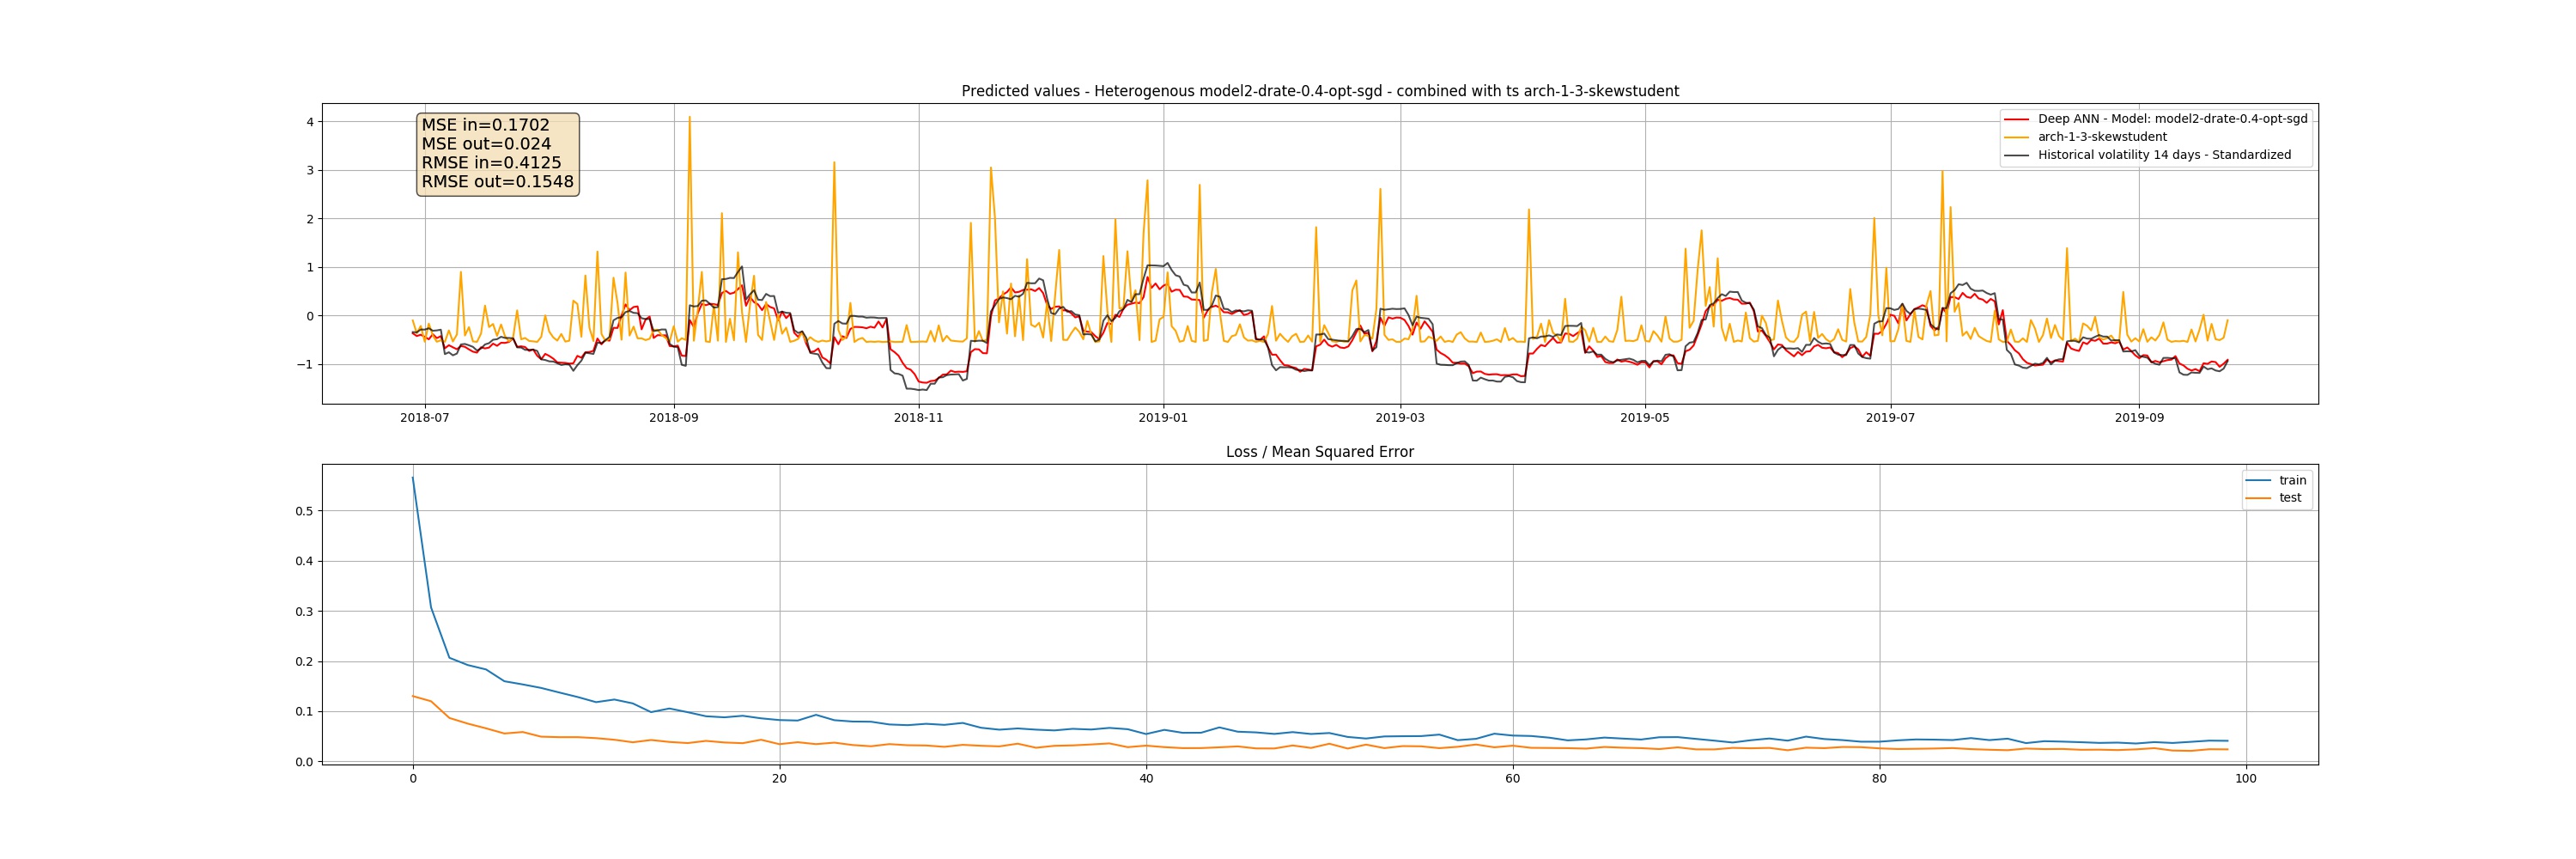 Predicted values - Heterogenous model2-drate-0.4-opt-sgd - combined with ts arch-1-3-skewstudent
MSE in=0.1702
MSE out=0.024
RMSE in=0.4125
RMSE out=0.1548
Deep ANN - Model: model2-drate-0.4-opt-sgd
arch-1-3-skewstudent
Historical volatility 14 days - Standardized
4
3
2
1
0
−1
2018-07 2018-09 2018-11 2019-01 2019-03 2019-05 2019-07 2019-09
Loss / Mean Squared Error
train
test
0.5
0.4
0.3
0.2
0.1
0.0
0 20 40 60 80 100